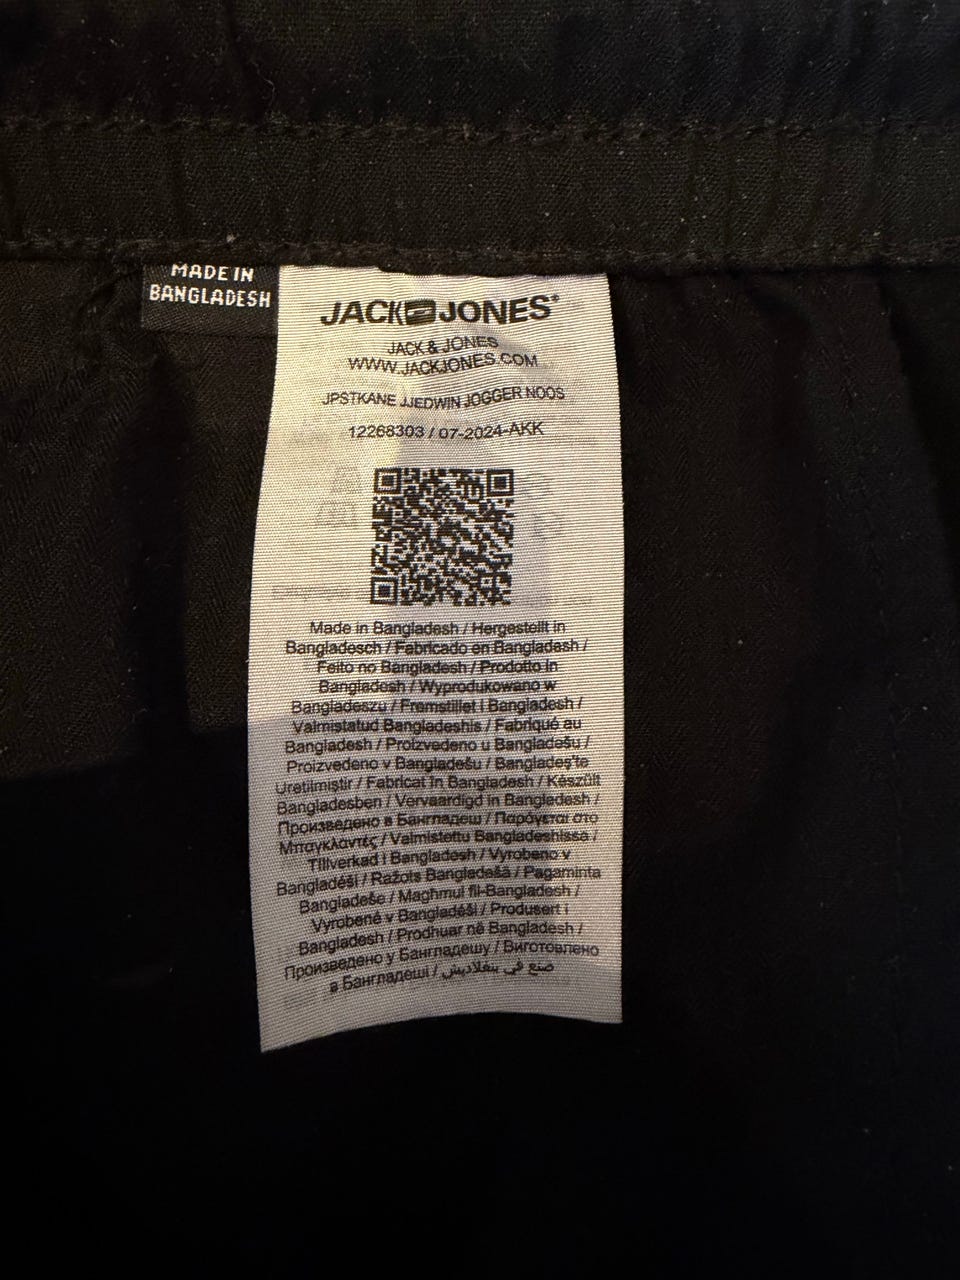 MADE IN
BANGLADESH
JACK JONES®
JACK & JONES
WWW.JACKJONES.COM
JPSTKANE JJEDWIN JOGGER NOOS
12268303 / 07-2024-AKK
Made in Bangladesh / Hergestellt in
Bangladesch / Fabricado en Bangladesh /
Feito no Bangladesh / Prodotto in
Bangladesh / Wyprodukowano w
Bangladeszu / Fremstillet i Bangladesh /
Valmistatud Bangladeshis / Fabriqué au
Bangladesh / Proizvedeno u Bangladešu /
Proizvedeno v Bangladešu / Bangladeş'te
Üretilmiştir / Fabricat în Bangladesh / Készült
Bangladesben / Vervaardigd in Bangladesh /
Произведено в Бангладеш / Παράγεται στο
Μπαγκλαντές / Valmistettu Bangladeshissa /
Tillverkad i Bangladesh / Vyrobeno v
Bangladéši / Ražots Bangladešā / Pagaminta
Bangladeše / Magħmul fil-Bangladesh /
Vyrobené v Bangladéši / Produsert i
Bangladesh / Prodhuar në Bangladesh /
Произведено у Бангладешу / Виготовлено
в Бангладеші / صنع في بنغلاديش